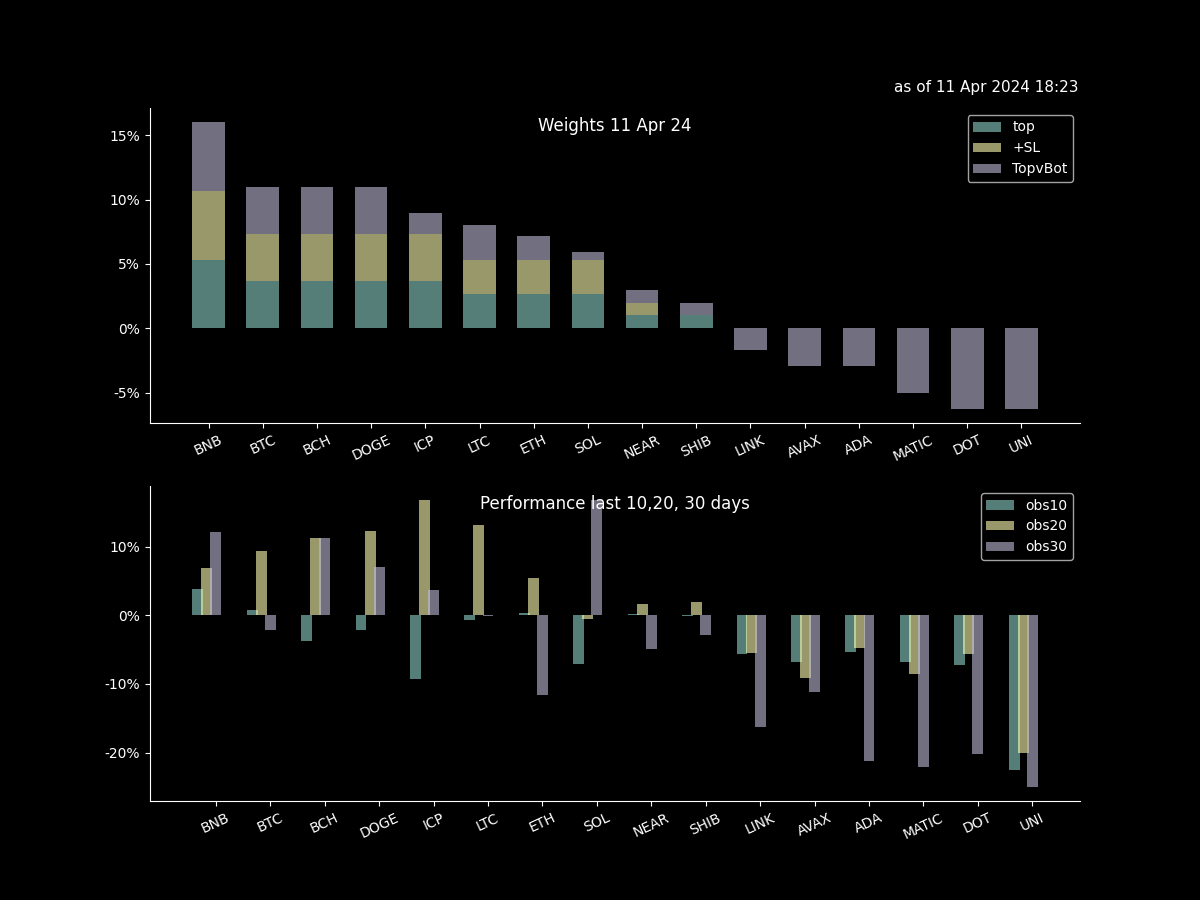 as of 11 Apr 2024 18:23
Weights 11 Apr 24
top
+SL
TopvBot
15%
10%
5%
0%
-5%
BNB BTC BCH DOGE ICP LTC ETH SOL NEAR SHIB LINK AVAX ADA MATIC DOT UNI
Performance last 10,20, 30 days
obs10
obs20
obs30
10%
0%
-10%
-20%
BNB BTC BCH DOGE ICP LTC ETH SOL NEAR SHIB LINK AVAX ADA MATIC DOT UNI